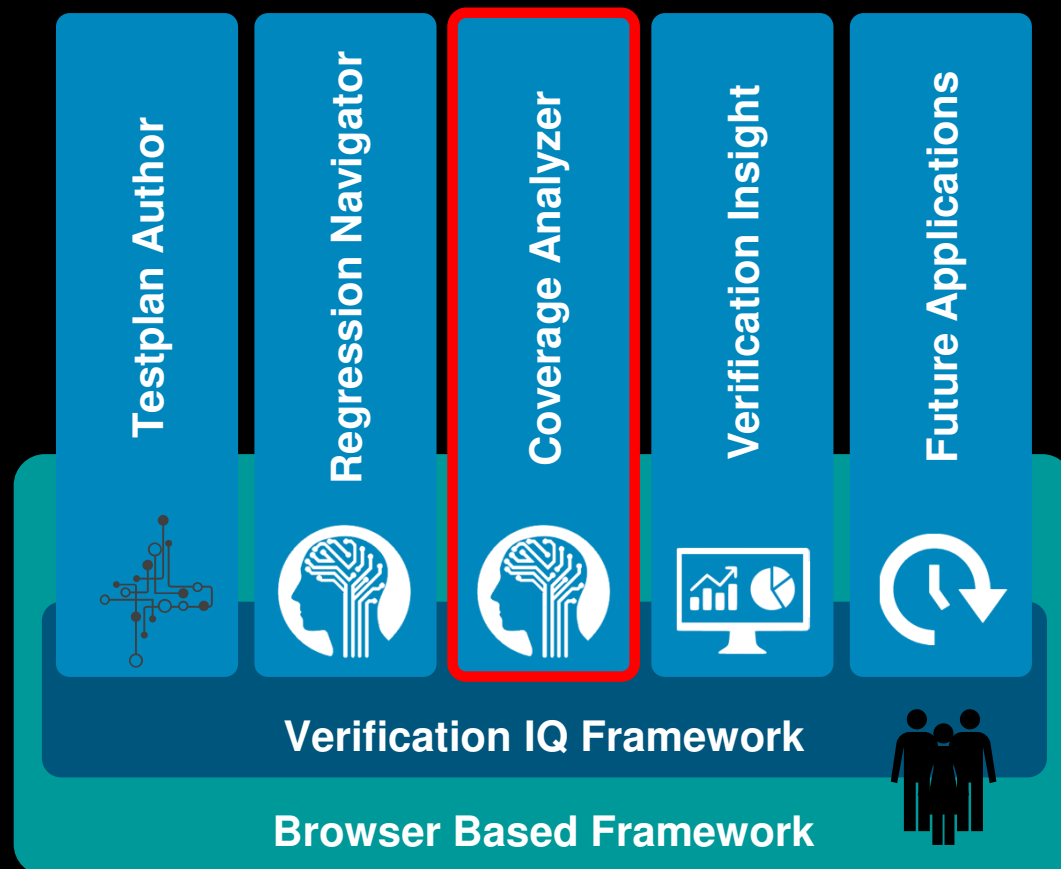 Testplan Author
Regression Navigator
Coverage Analyzer
Verification Insight
Future Applications
Verification IQ Framework
Browser Based Framework